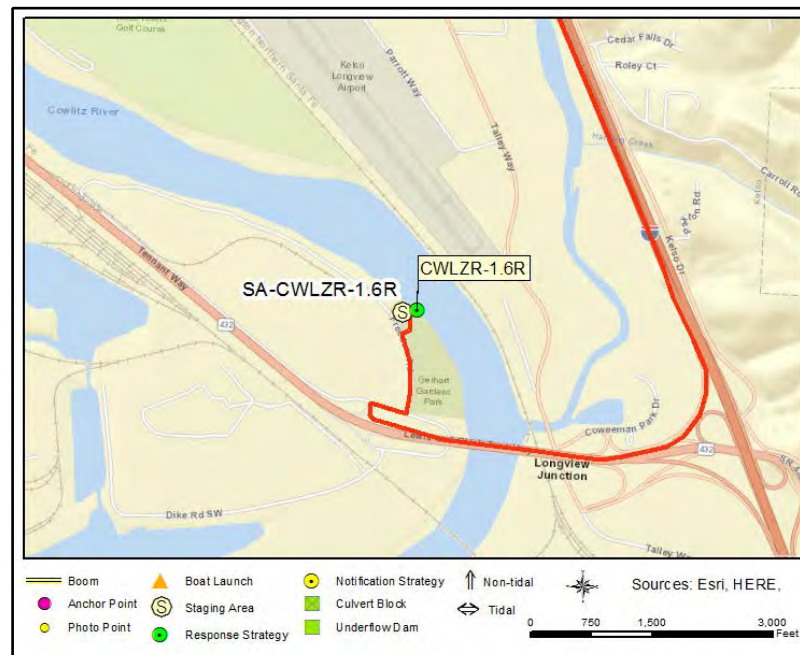 Golf Course
Kelso
Longview
Airport
Parrott Way
Cedar Falls Dr
Roley Ct
Cowlitz River
Talley Way
Carroll Rd
Kelso
Kelso Dr
Tennant Way
432
SA-CWLZR-1.6R
CWLZR-1.6R
Gerhart
Gardens
Park
Coweeman Park Dr
432
Longview
Junction
Dike Rd SW
Talley Way
Boom
Anchor Point
Photo Point
Boat Launch
Staging Area
Response Strategy
Notification Strategy
Culvert Block
Underflow Dam
Non-tidal
Tidal
Sources: Esri, HERE,
0 750 1,500 3,000
Feet